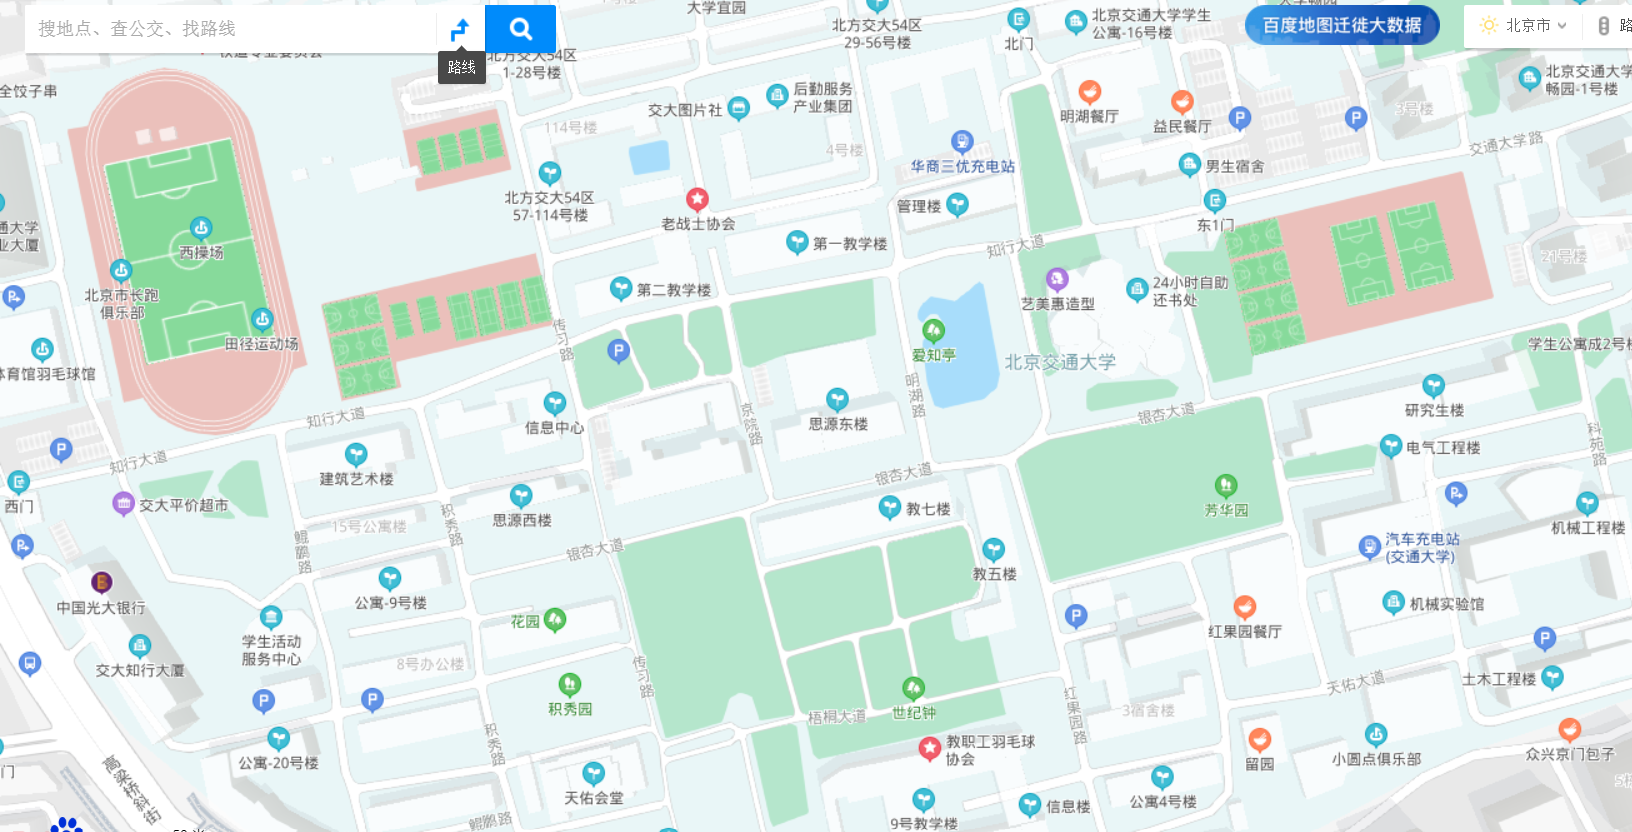 搜地点、查公交、找路线
路线
大学宜园
北方交大54区
29-56号楼
北门
北京交通大学学生
公寓-16号楼
百度地图迁徙大数据
北京市
路
北方交大54区
1-28号楼
全饺子串
交大图片社
后勤服务
产业集团
明湖餐厅
益民餐厅
3号楼
北京交通大学
畅园-1号楼
114号楼
4号楼
华商三优充电站
交通大学路
男生宿舍
北方交大54区
57-114号楼
老战士协会
管理楼
东1门
通大学
业大厦
西操场
第一教学楼
知行大道
21号楼
北京市长跑
俱乐部
第二教学楼
艺美惠造型
24小时自助
还书处
田径运动场
传习路
爱知亭
北京交通大学
学生公寓成2号楼
体育馆羽毛球馆
明湖路
知行大道
信息中心
京院路
思源东楼
银杏大道
研究生楼
科苑路
电气工程楼
知行大道
建筑艺术楼
银杏大道
西门
交大平价超市
思源西楼
积秀路
教七楼
芳华园
15号公寓楼
机械工程楼
鲲鹏路
银杏大道
汽车充电站
(交通大学)
教五楼
中国光大银行
公寓-9号楼
机械实验馆
花园
红果园餐厅
学生活动
服务中心
交大知行大厦
8号办公楼
传习路
土木工程楼
天佑大道
积秀园
梧桐大道
世纪钟
红果园路
3宿舍楼
积秀路
教职工羽毛球
协会
公寓-20号楼
留园
小圆点俱乐部
众兴京门包子
门
高梁桥斜街
天佑会堂
公寓4号楼
信息楼
9号教学楼
鲲鹏路